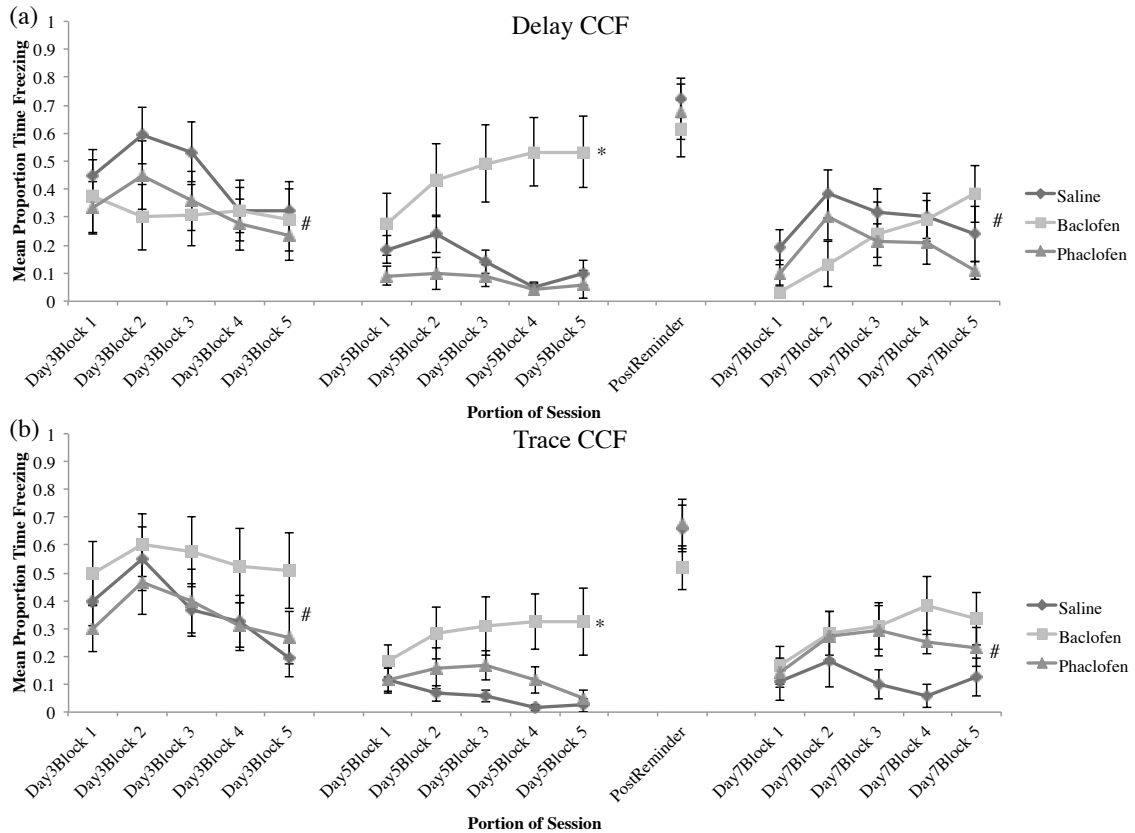 (a)
Delay CCF
Mean Proportion Time Freezing
1
0.9
0.8
0.7
0.6
0.5
0.4
0.3
0.2
0.1
0
#
*
#
Saline
Baclofen
Phaclofen
Day3Block 1
Day3Block 2
Day3Block 3
Day3Block 4
Day3Block 5
Day5Block 1
Day5Block 2
Day5Block 3
Day5Block 4
Day5Block 5
PostReminder
Day7Block 1
Day7Block 2
Day7Block 3
Day7Block 4
Day7Block 5
Portion of Session
(b)
Trace CCF
Mean Proportion Time Freezing
1
0.9
0.8
0.7
0.6
0.5
0.4
0.3
0.2
0.1
0
#
*
#
Saline
Baclofen
Phaclofen
Day3Block 1
Day3Block 2
Day3Block 3
Day3Block 4
Day3Block 5
Day5Block 1
Day5Block 2
Day5Block 3
Day5Block 4
Day5Block 5
PostReminder
Day7Block 1
Day7Block 2
Day7Block 3
Day7Block 4
Day7Block 5
Portion of Session